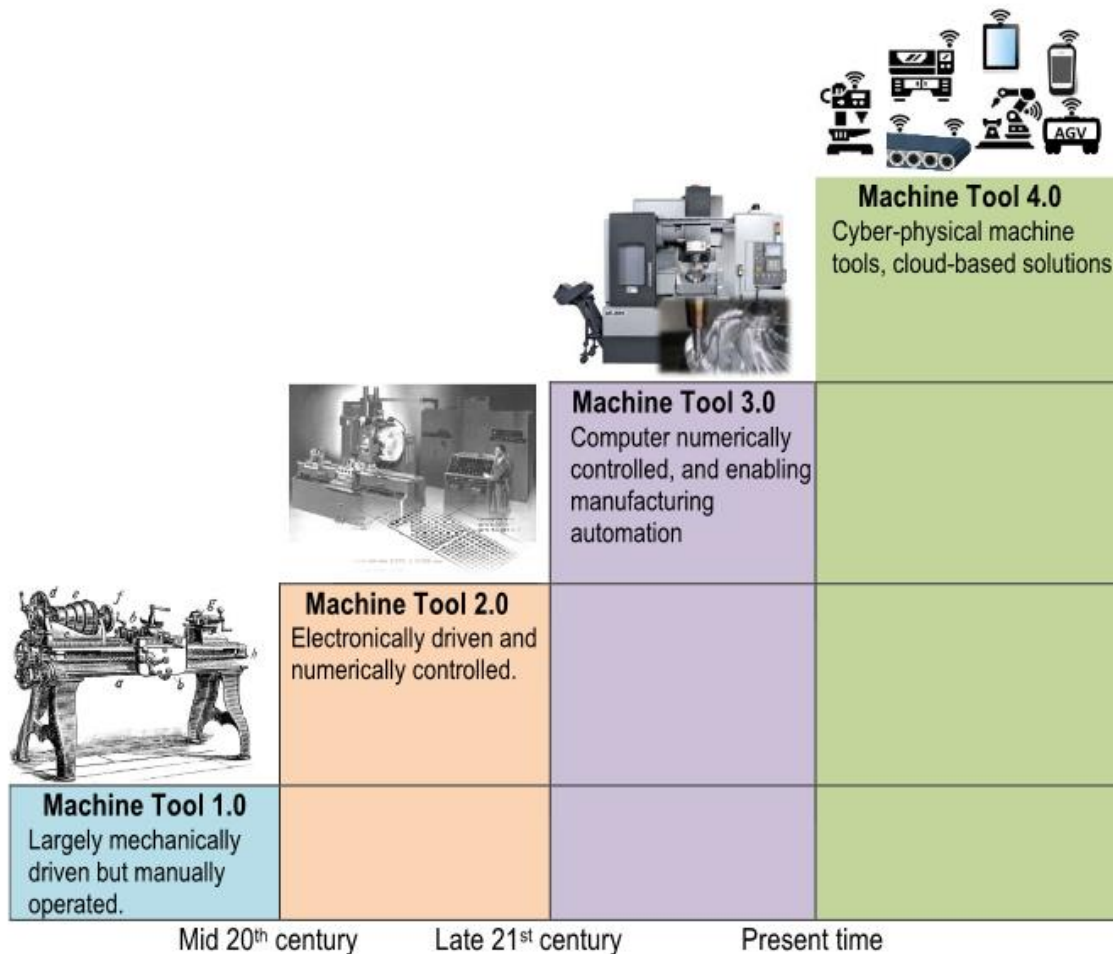 AGV
Machine Tool 4.0
Cyber-physical machine
tools, cloud-based solutions
Machine Tool 3.0
Computer numerically
controlled, and enabling
manufacturing
automation
Machine Tool 2.0
Electronically driven and
numerically controlled.
Machine Tool 1.0
Largely mechanically
driven but manually
operated.
Mid 20th century
Late 21st century
Present time